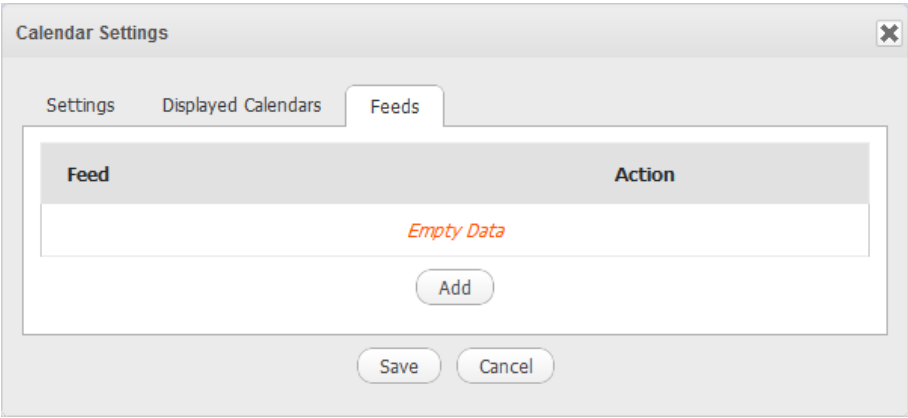 Calendar Settings
Settings Displayed Calendars Feeds
Feed Action
Empty Data
Add
Save Cancel